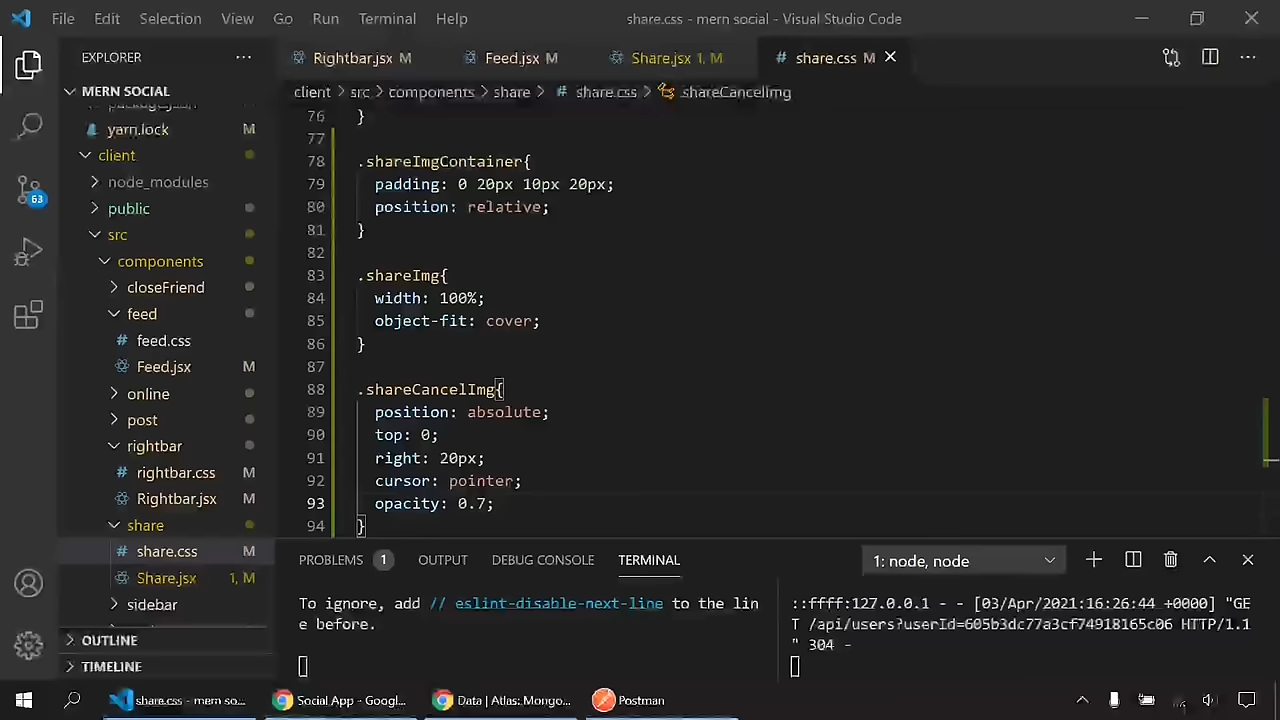 File Edit Selection View Go Run Terminal Help share.css - mern social - Visual Studio Code
EXPLORER
Rightbar.jsx M Feed.jsx M Share.jsx 1, M # share.css M
MERN SOCIAL
client > src > components > share > # share.css > .shareCancelImg
package.json
yarn.lock M
client
node_modules
public
src
components
closeFriend
feed
# feed.css
Feed.jsx M
online
post
rightbar
# rightbar.css M
Rightbar.jsx M
share
# share.css M
Share.jsx 1, M
sidebar
OUTLINE
TIMELINE
63
76 }
77
78 .shareImgContainer{
79 padding: 0 20px 10px 20px;
80 position: relative;
81 }
82
83 .shareImg{
84 width: 100%;
85 object-fit: cover;
86 }
87
88 .shareCancelImg{
89 position: absolute;
90 top: 0;
91 right: 20px;
92 cursor: pointer;
93 opacity: 0.7;
94 }
PROBLEMS 1 OUTPUT DEBUG CONSOLE TERMINAL 1: node, node
To ignore, add // eslint-disable-next-line to the lin
e before.
::ffff:127.0.0.1 - - [03/Apr/2021:16:26:44 +0000] "GE
T /api/users?userId=605b3dc77a3cf74918165c06 HTTP/1.1
" 304 -
share.css - mern so... Social App - Googl... Data | Atlas: Mongo... Postman